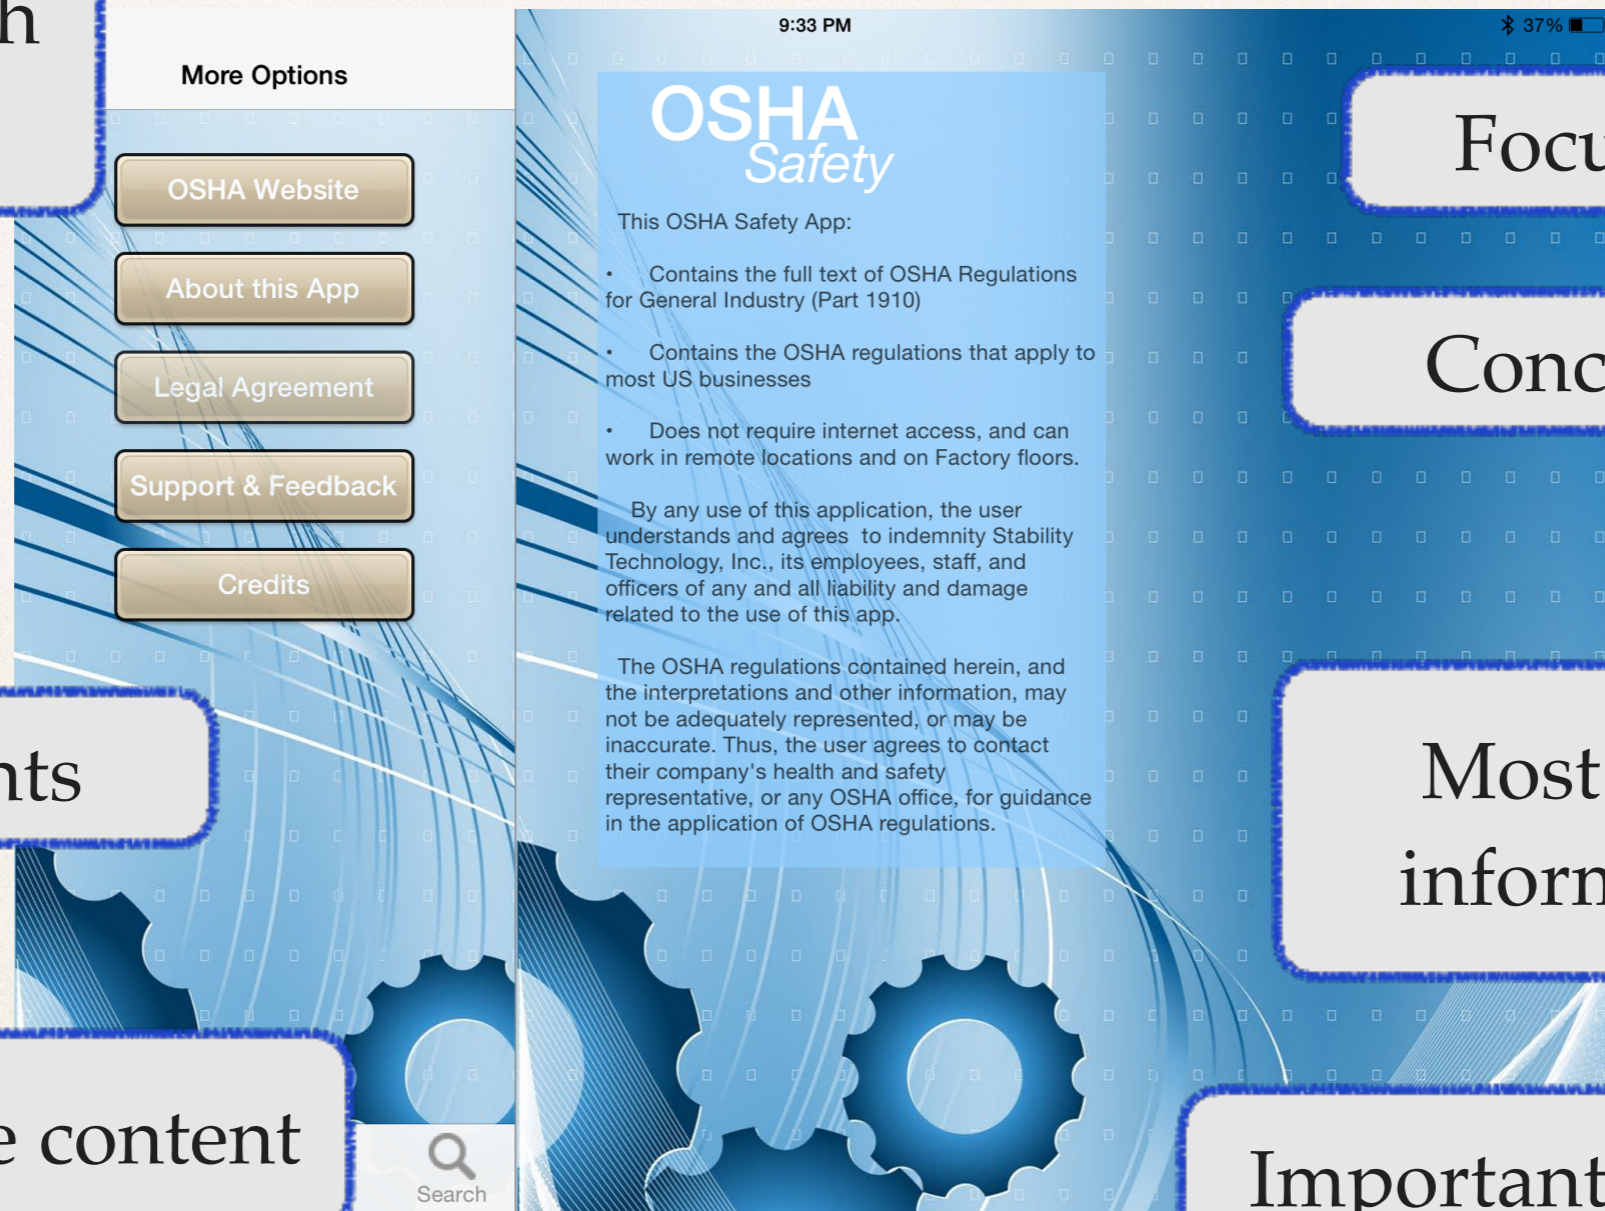 h
9:33 PM
37%
More Options
OSHA Website
About this App
Legal Agreement
Support & Feedback
Credits
nts
e content
Search
OSHA
Safety
This OSHA Safety App:
• Contains the full text of OSHA Regulations
for General Industry (Part 1910)
• Contains the OSHA regulations that apply to
most US businesses
• Does not require internet access, and can
work in remote locations and on Factory floors.
By any use of this application, the user
understands and agrees  to indemnity Stability
Technology, Inc., its employees, staff, and
officers of any and all liability and damage
related to the use of this app.
The OSHA regulations contained herein, and
the interpretations and other information, may
not be adequately represented, or may be
inaccurate. Thus, the user agrees to contact
their company's health and safety
representative, or any OSHA office, for guidance
in the application of OSHA regulations.
Focu
Conc
Most
inform
Important